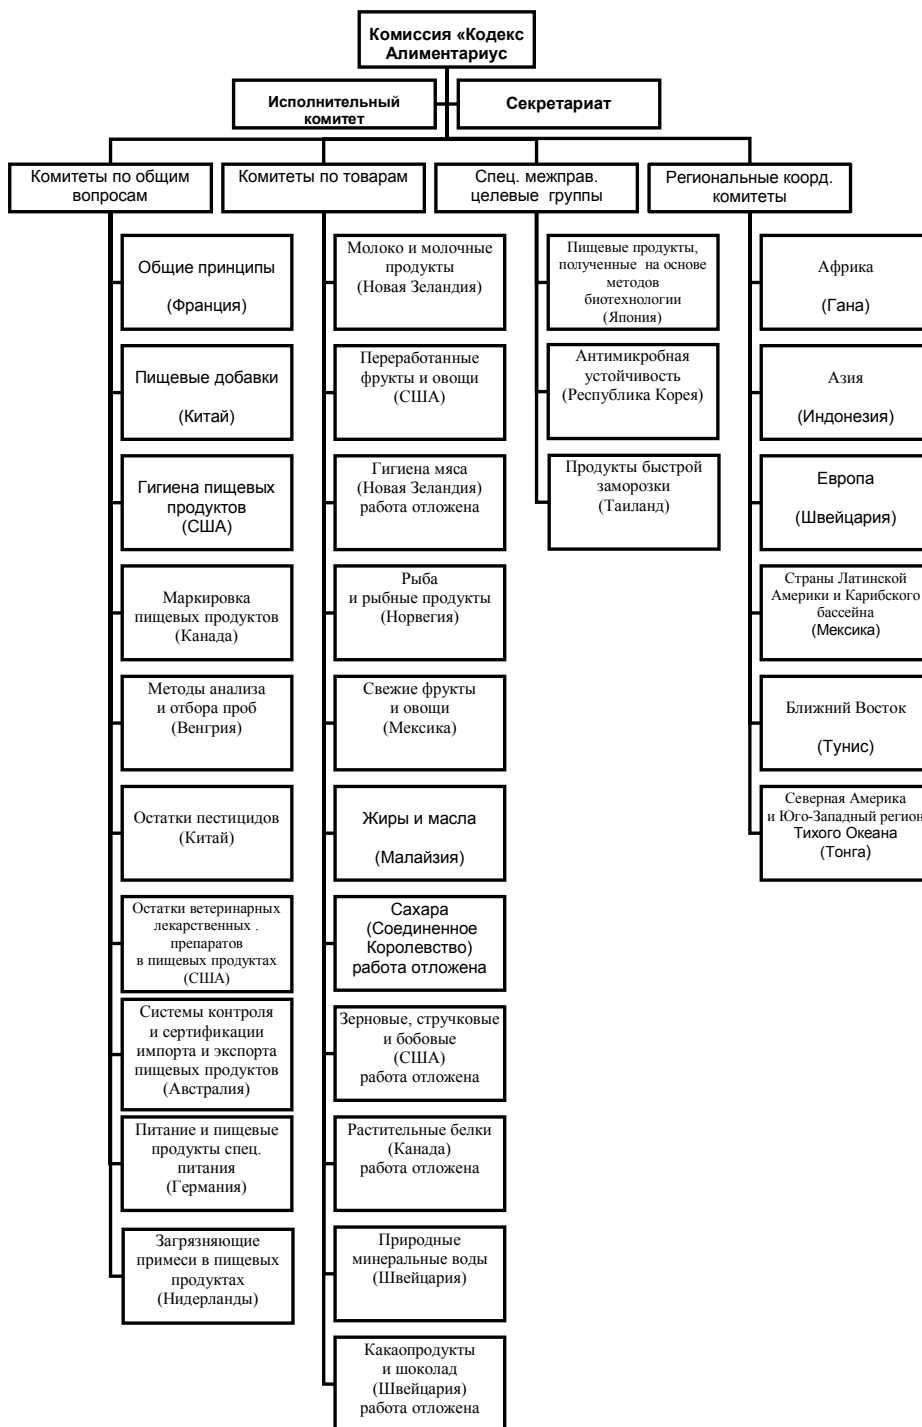 Комиссия «Кодекс
Алиментариус
Исполнительный
комитет
Секретариат
Комитеты по общим
вопросам
Комитеты по товарам
Спец. межправ.
целевые группы
Региональные коорд.
комитеты
Общие принципы
(Франция)
Пищевые добавки
(Китай)
Гигиена пищевых
продуктов
(США)
Маркировка
пищевых продуктов
(Канада)
Методы анализа
и отбора проб
(Венгрия)
Остатки пестицидов
(Китай)
Остатки ветеринарных
лекарственных .
препаратов
в пищевых продуктах
(США)
Системы контроля
и сертификации
импорта и экспорта
пищевых продуктов
(Австралия)
Питание и пищевые
продукты спец.
питания
(Германия)
Загрязняющие
примеси в пищевых
продуктах
(Нидерланды)
Молоко и молочные
продукты
(Новая Зеландия)
Переработанные
фрукты и овощи
(США)
Гигиена мяса
(Новая Зеландия)
работа отложена
Рыба
и рыбные продукты
(Норвегия)
Свежие фрукты
и овощи
(Мексика)
Жиры и масла
(Малайзия)
Сахара
(Соединенное
Королевство)
работа отложена
Зерновые, стручковые
и бобовые
(США)
работа отложена
Растительные белки
(Канада)
работа отложена
Природные
минеральные воды
(Швейцария)
Какаопродукты
и шоколад
(Швейцария)
работа отложена
Пищевые продукты,
полученные на основе
методов
биотехнологии
(Япония)
Антимикробная
устойчивость
(Республика Корея)
Продукты быстрой
заморозки
(Таиланд)
Африка
(Гана)
Азия
(Индонезия)
Европа
(Швейцария)
Страны Латинской
Америки и Карибского
бассейна
(Мексика)
Ближний Восток
(Тунис)
Северная Америка
и Юго-Западный регион
Тихого Океана
(Тонга)